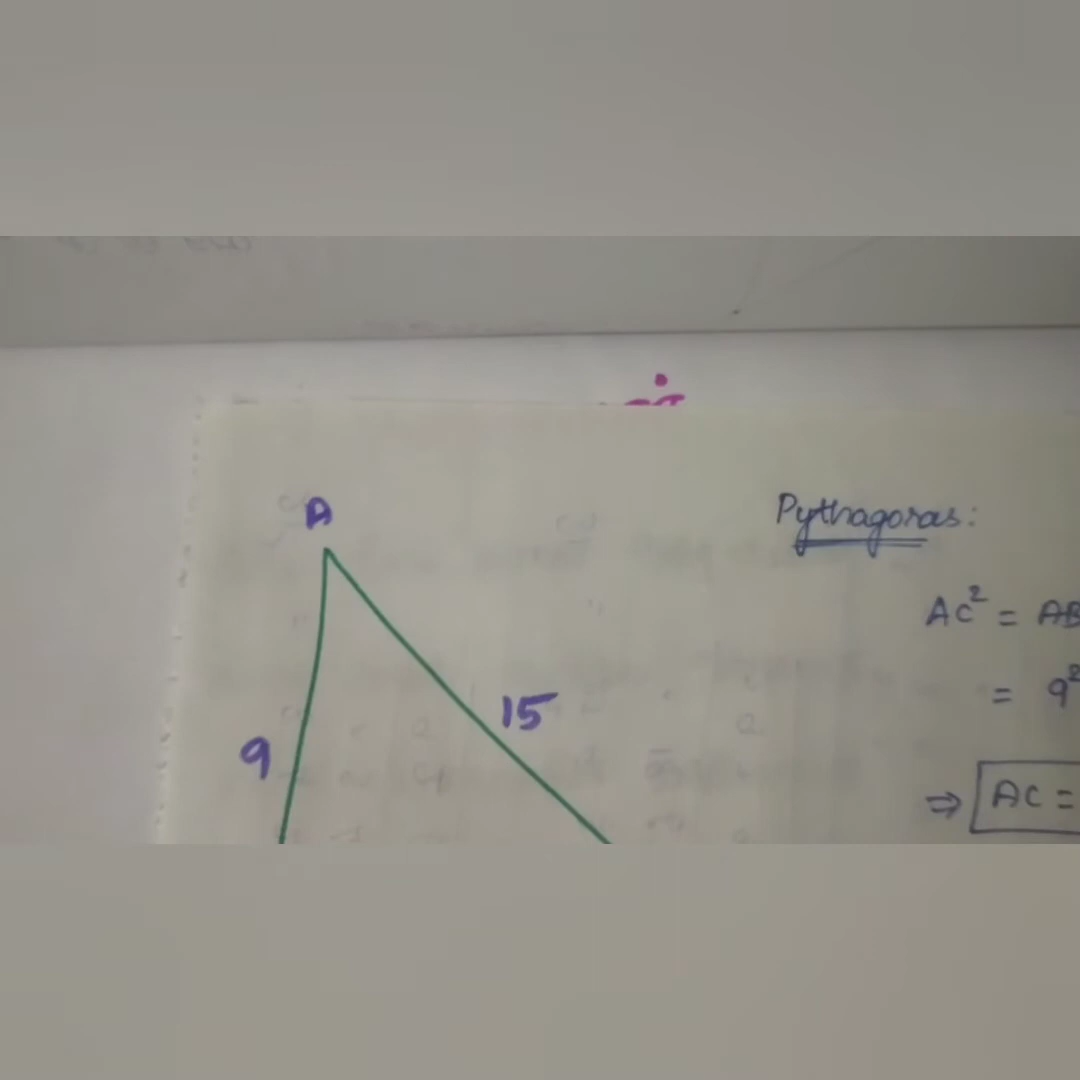 A
Pythagoras:
AC² = AB
= 9²
15
9
⇒ AC =